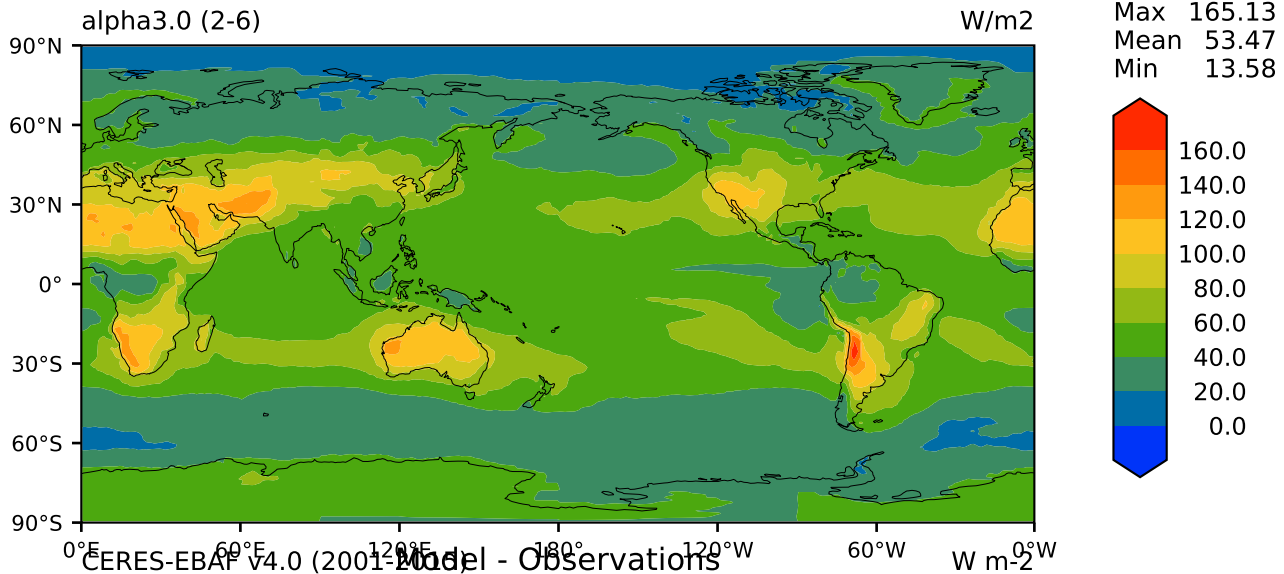 alpha3.0 (2-6) W/m2
Max 165.13
Mean 53.47
Min 13.58
90°N
60°N
30°N
0°
30°S
60°S
90°S
160.0
140.0
120.0
100.0
80.0
60.0
40.0
20.0
0.0
0°E 60°E 120°E 180° 120°W 60°W 0°W
CERES-EBAF v4.0 (2001-2015) Model - Observations W m-2